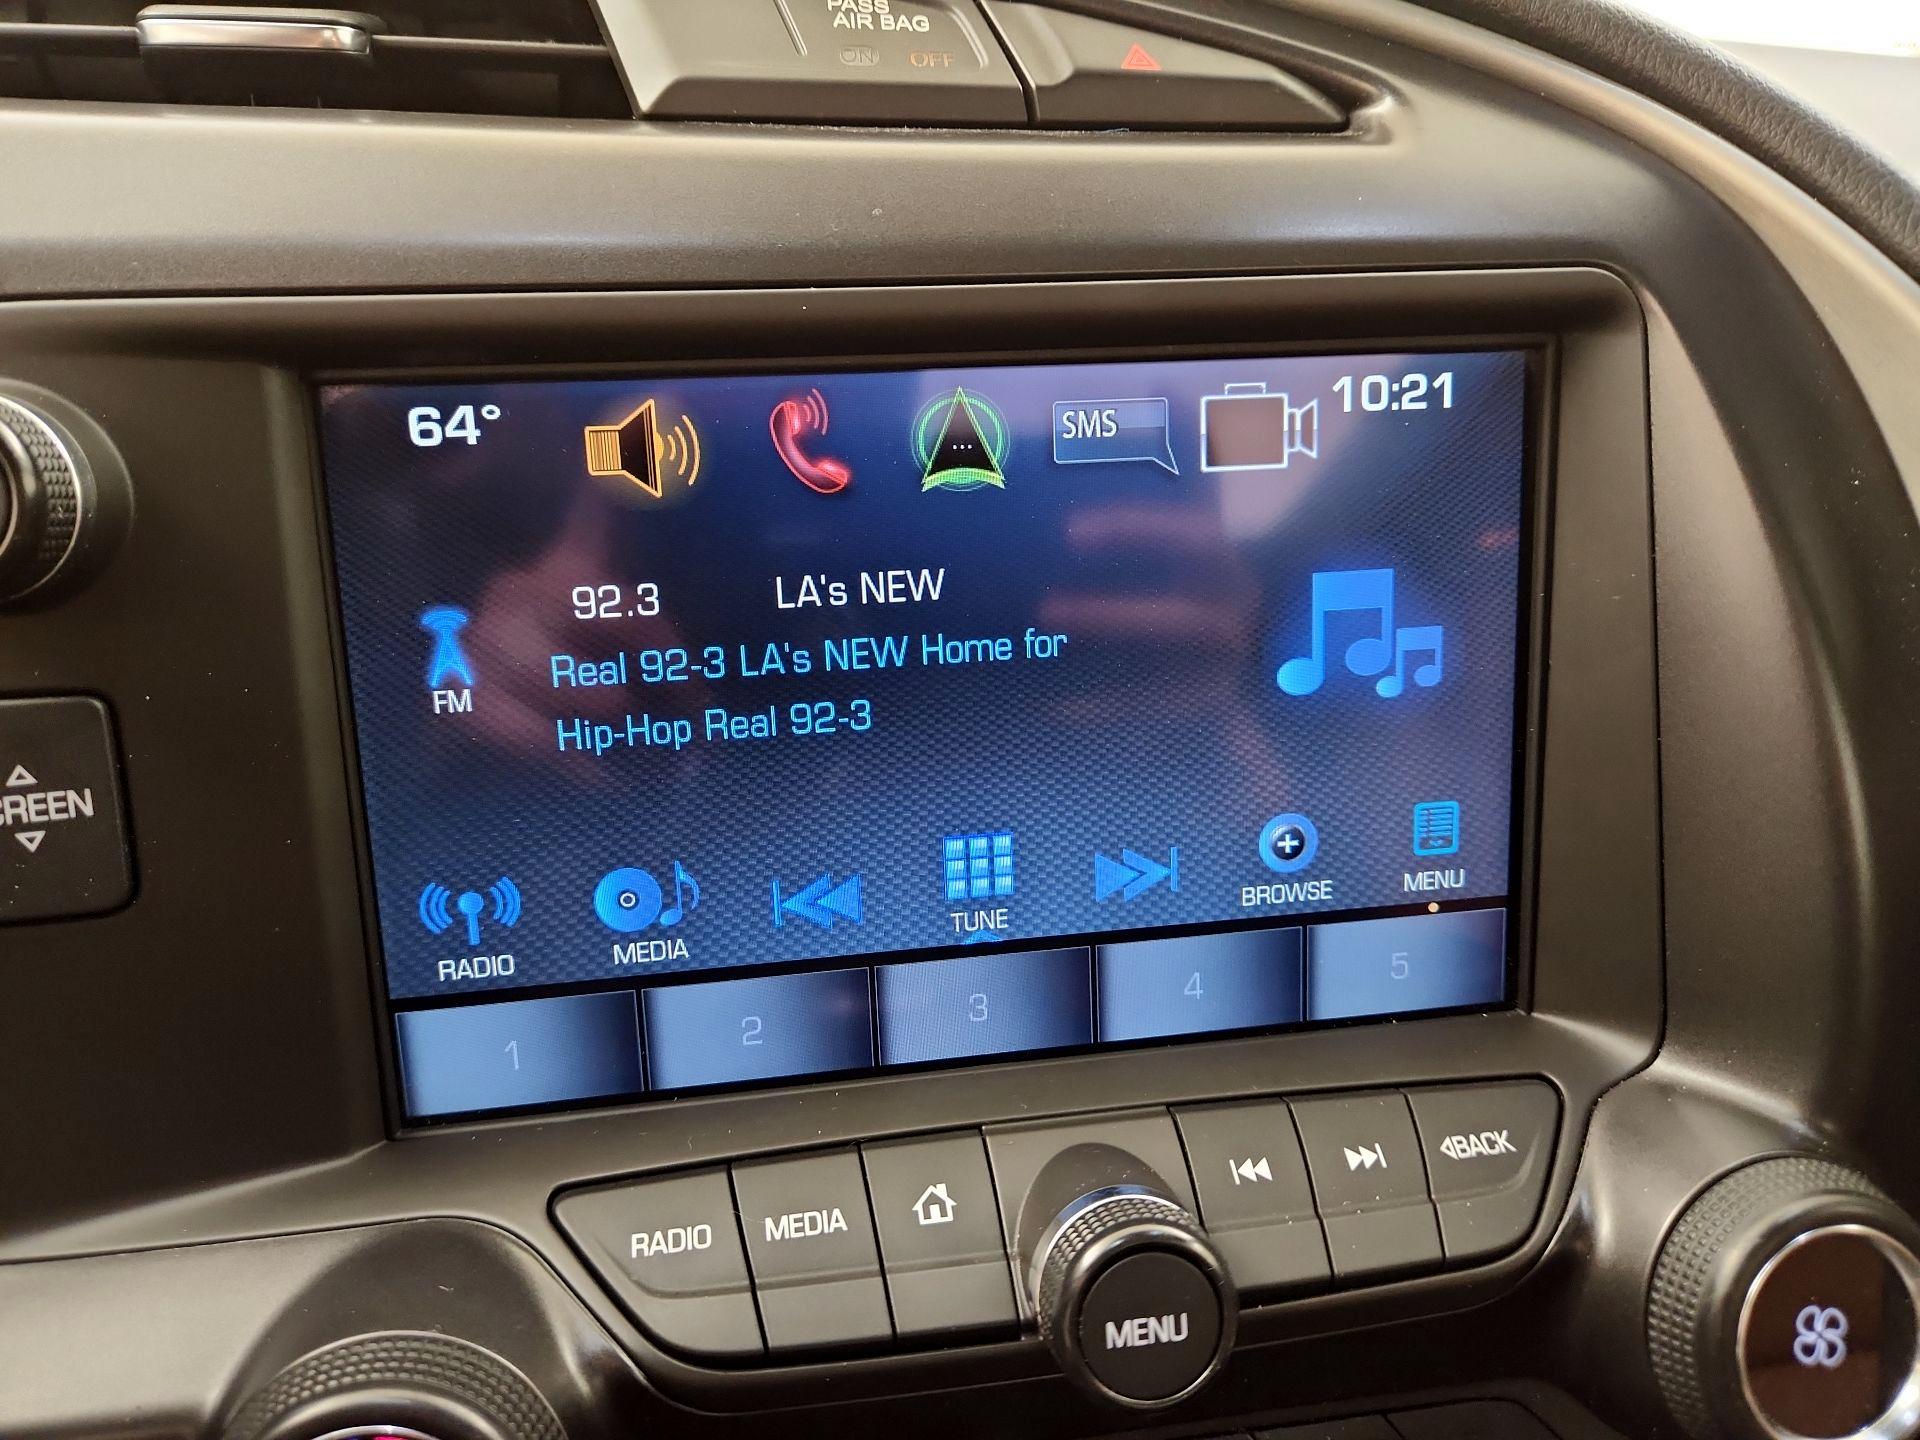 PASS
AIR BAG
ON OFF
64°
SMS
10:21
92.3 LA's NEW
Real 92-3 LA's NEW Home for
Hip-Hop Real 92-3
FM
RADIO
MEDIA
TUNE
BROWSE
MENU
1 2 3 4 5
CREEN
RADIO
MEDIA
BACK
MENU